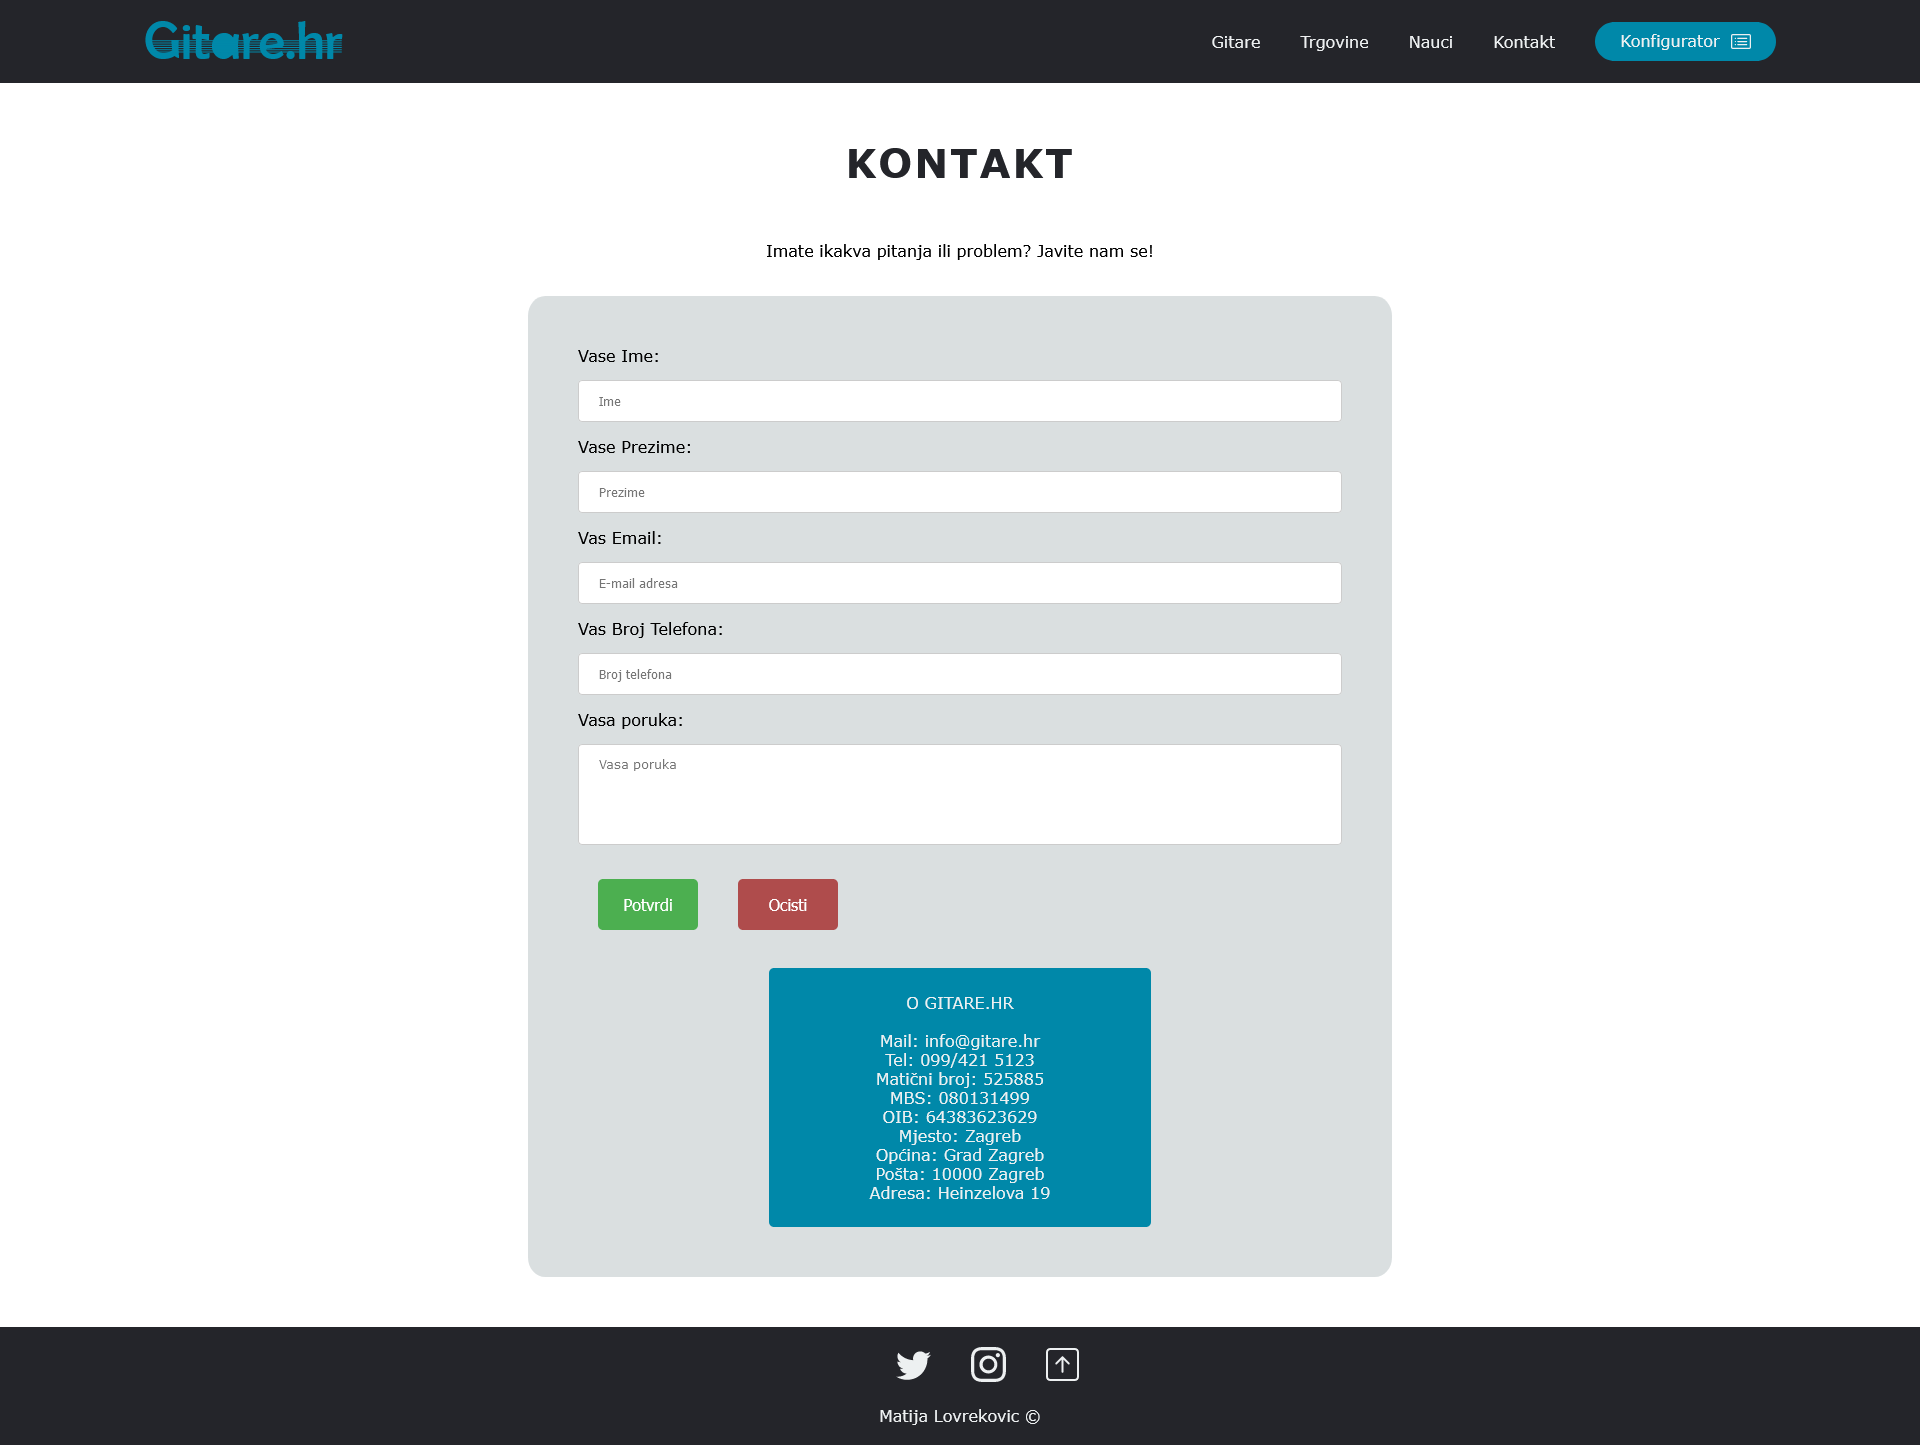 Gitare.hr
Gitare Trgovine Nauci Kontakt Konfigurator
KONTAKT
Imate ikakva pitanja ili problem? Javite nam se!
Vase Ime:
Ime
Vase Prezime:
Prezime
Vas Email:
E-mail adresa
Vas Broj Telefona:
Broj telefona
Vasa poruka:
Vasa poruka
Potvrdi Ocisti
O GITARE.HR
Mail: info@gitare.hr
Tel: 099/421 5123
Matični broj: 525885
MBS: 080131499
OIB: 64383623629
Mjesto: Zagreb
Općina: Grad Zagreb
Pošta: 10000 Zagreb
Adresa: Heinzelova 19
Matija Lovrekovic ©